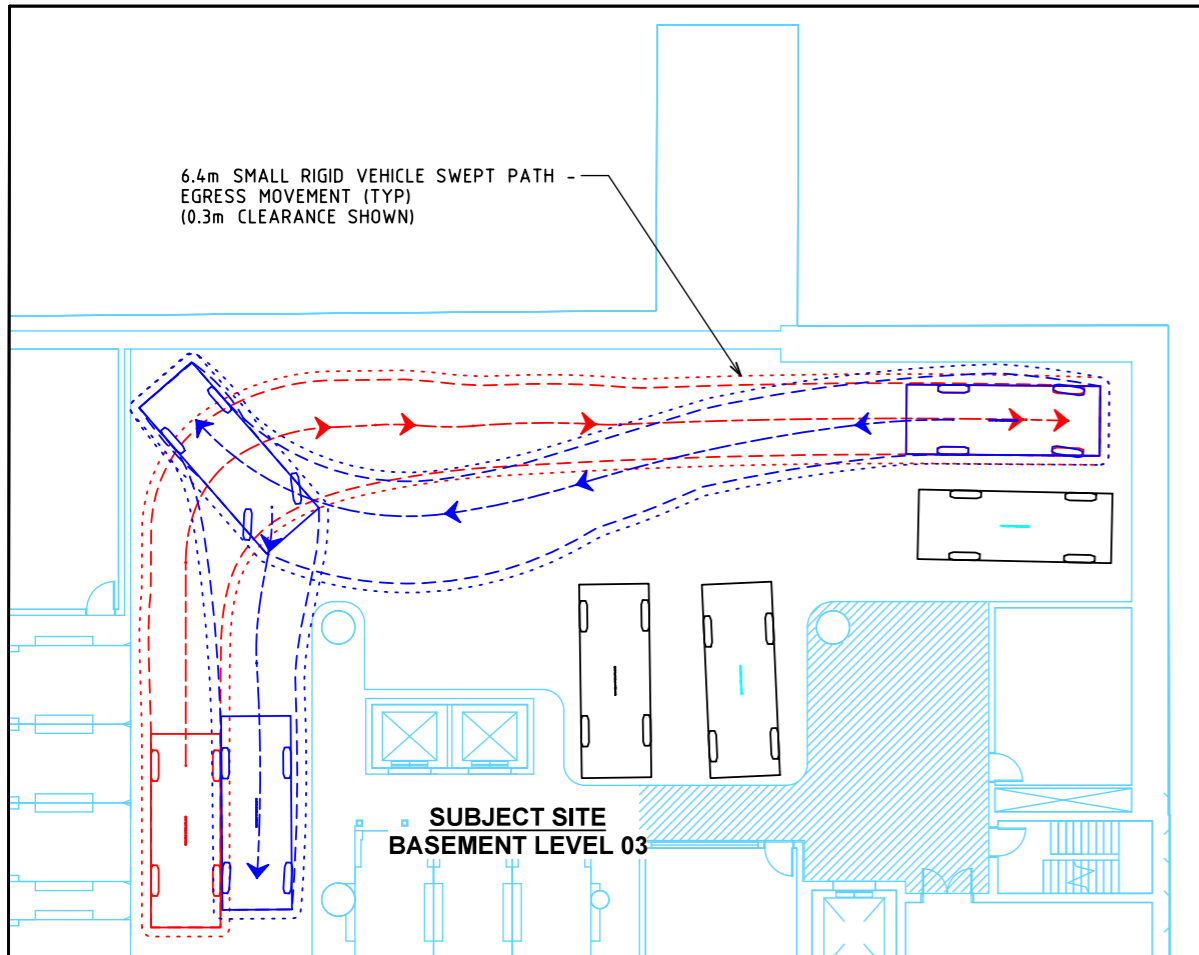 6.4m SMALL RIGID VEHICLE SWEPT PATH -
EGRESS MOVEMENT (TYP)
(0.3m CLEARANCE SHOWN)
SUBJECT SITE
BASEMENT LEVEL 03